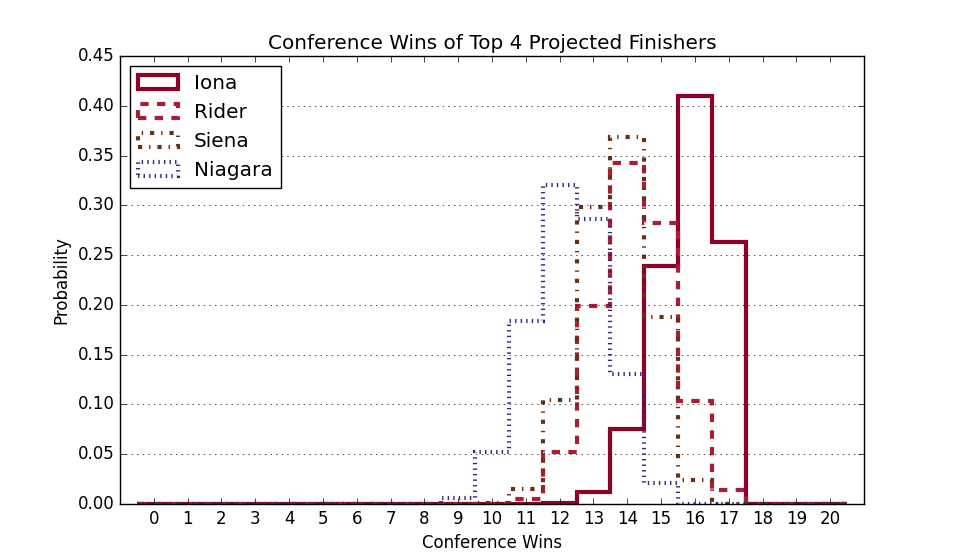 Conference Wins of Top 4 Projected Finishers
0.45
0.40
0.35
0.30
0.25
0.20
0.15
0.10
0.05
0.00
Probability
Iona
Rider
Siena
Niagara
0 1 2 3 4 5 6 7 8 9 10 11 12 13 14 15 16 17 18 19 20
Conference Wins